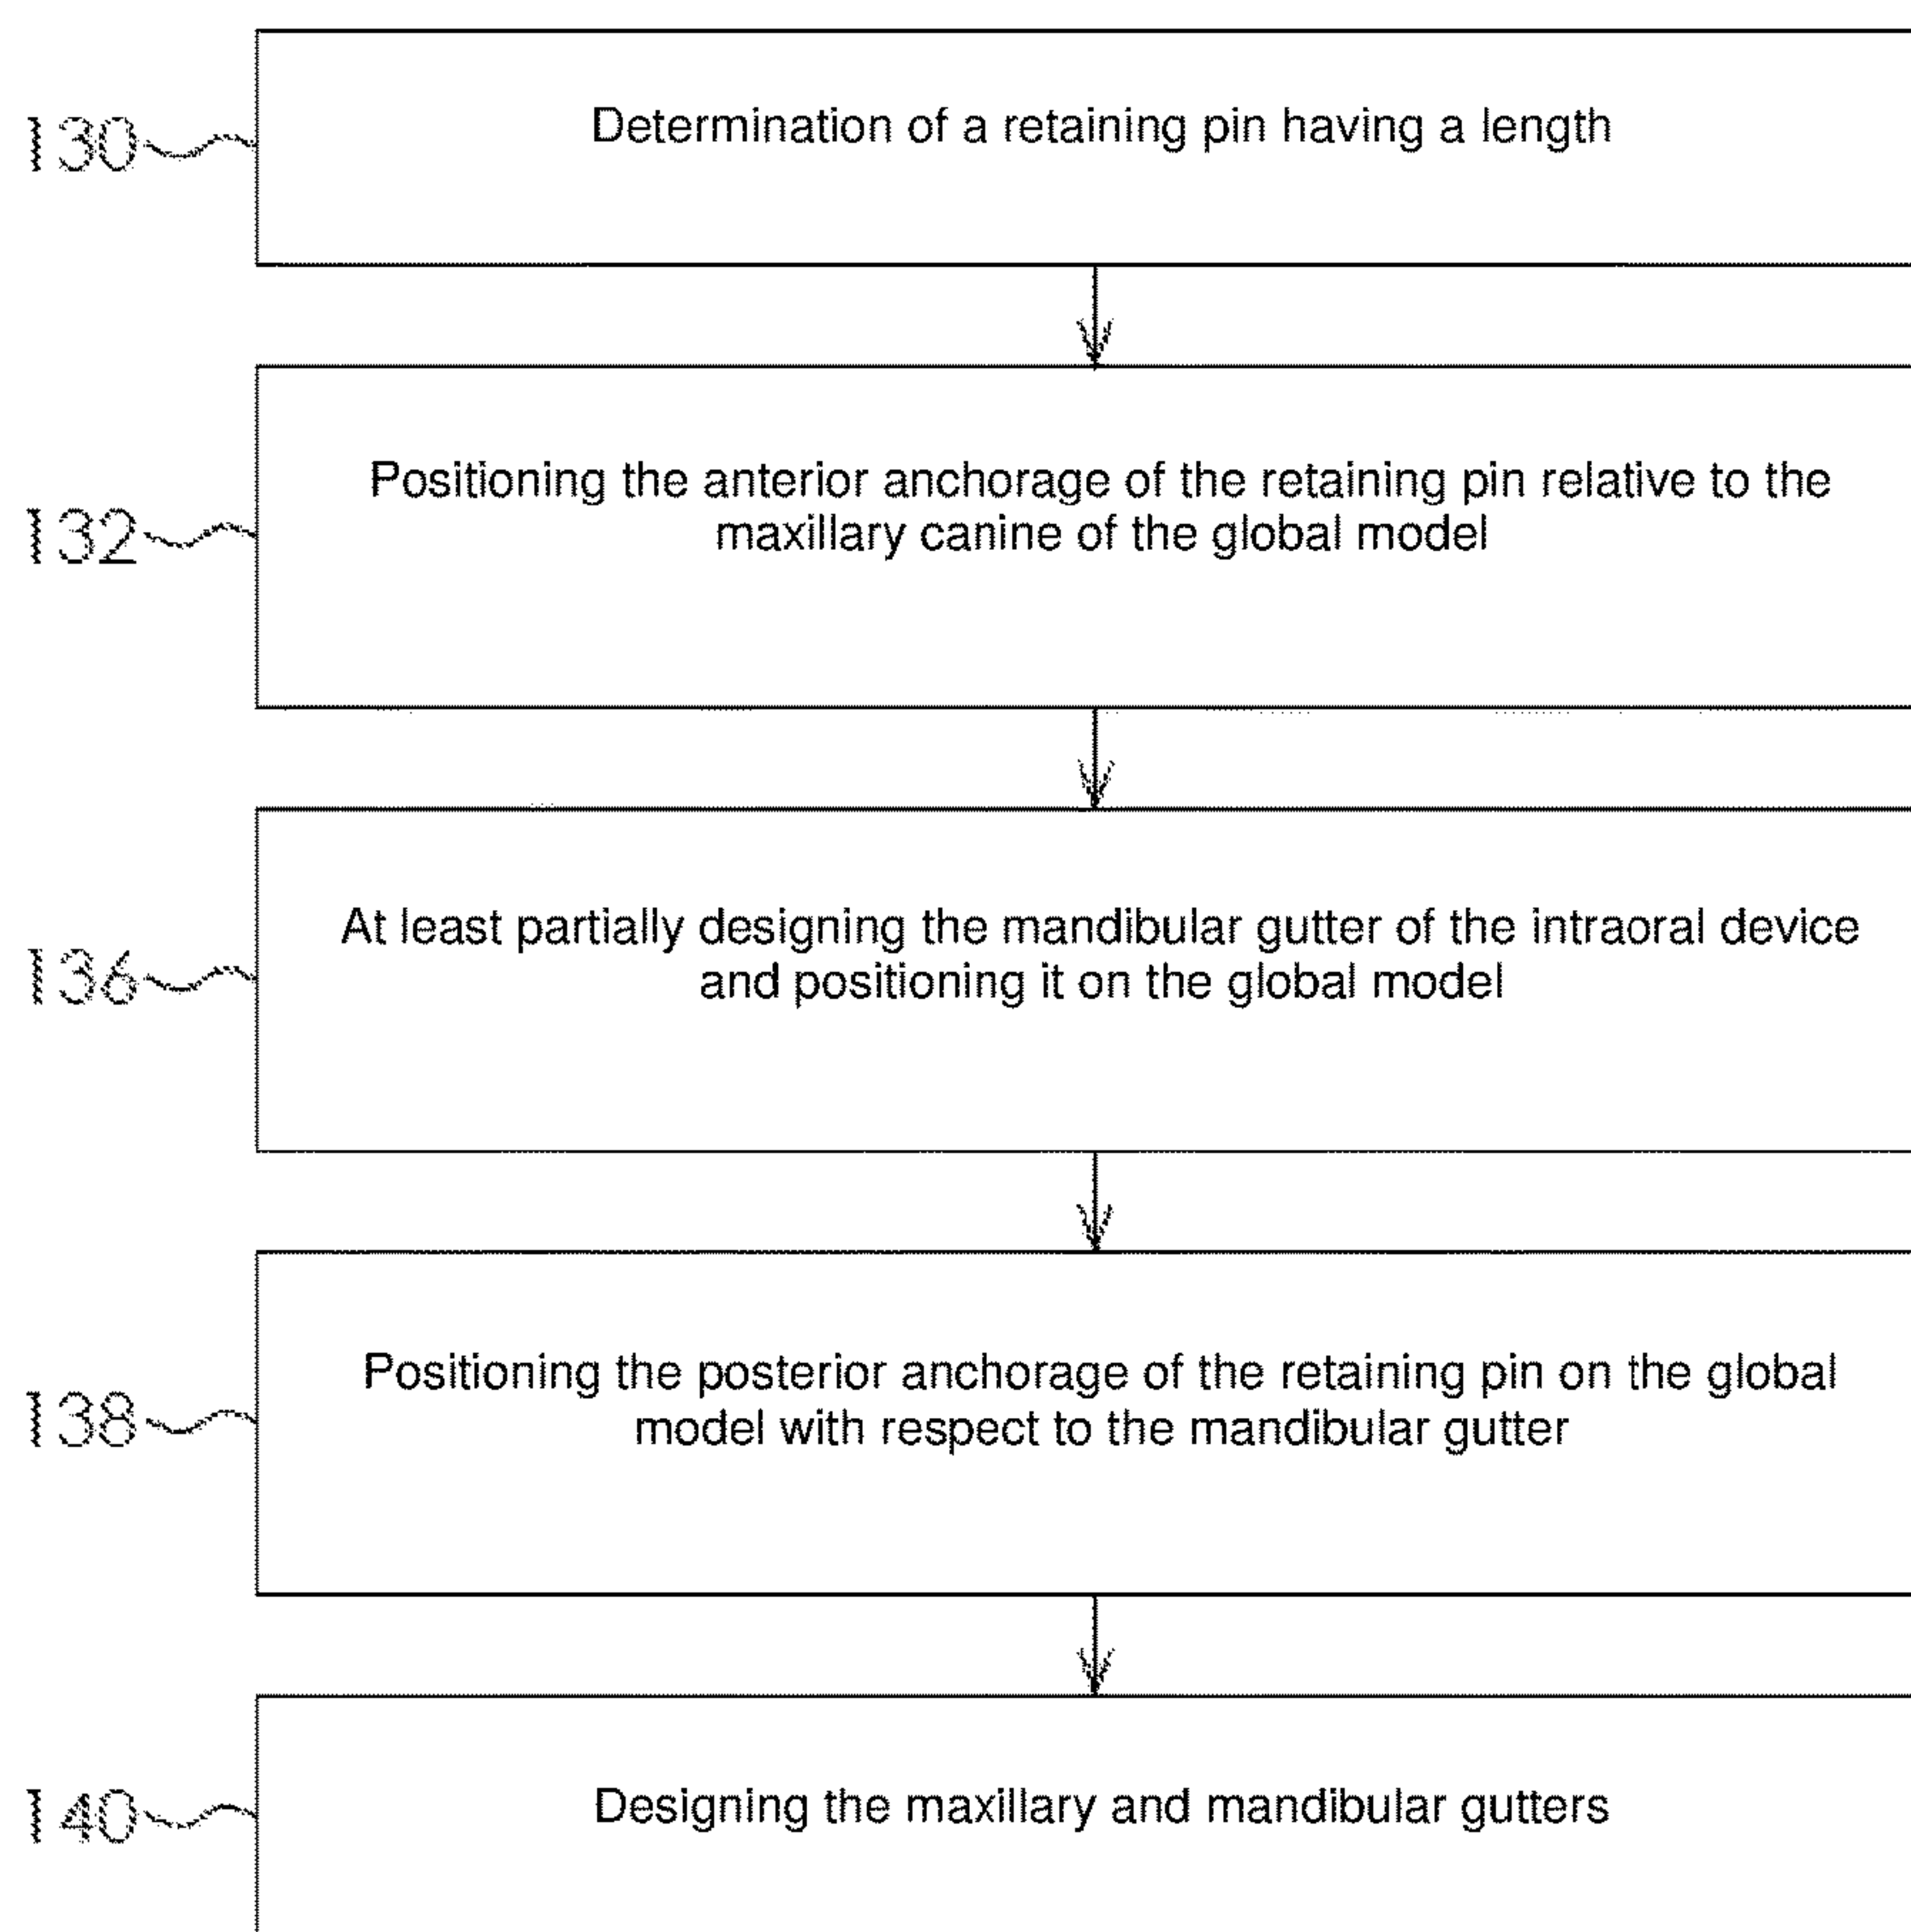 130
Determination of a retaining pin having a length
132
Positioning the anterior anchorage of the retaining pin relative to the
maxillary canine of the global model
136
At least partially designing the mandibular gutter of the intraoral device
and positioning it on the global model
138
Positioning the posterior anchorage of the retaining pin on the global
model with respect to the mandibular gutter
140
Designing the maxillary and mandibular gutters